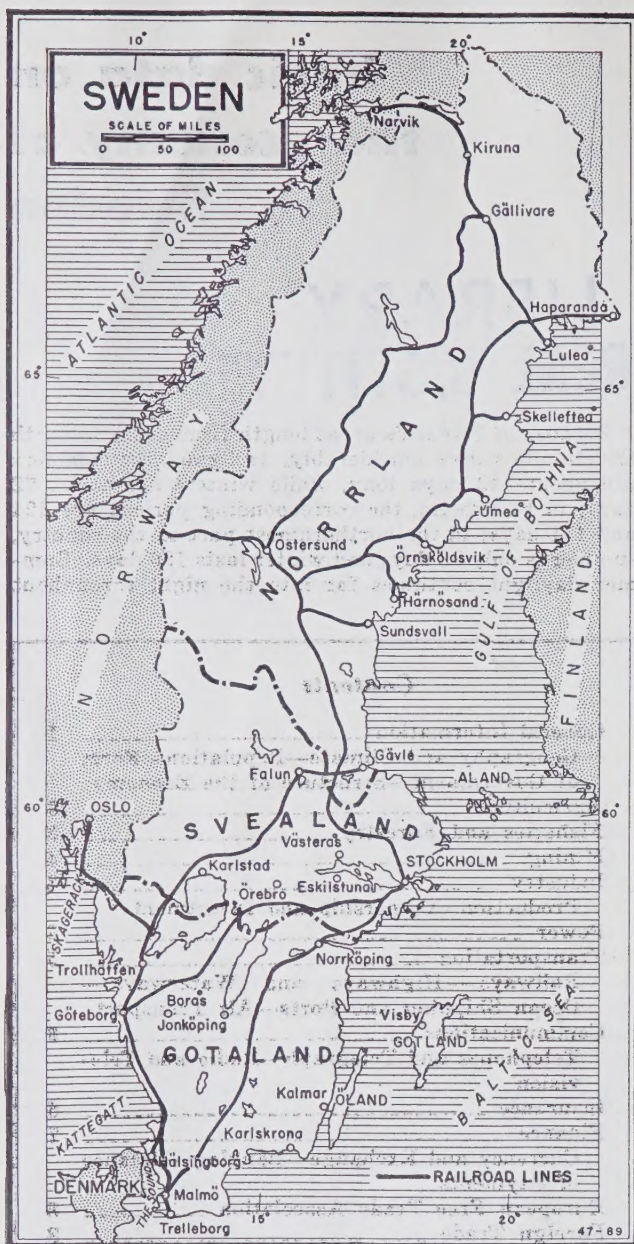 10°
15°
20°
SWEDEN
SCALE OF MILES
0 50 100
Narvik
Kiruna
Gällivare
ATLANTIC OCEAN
Haparanda
Lulea°
65°
65°
Skelleftea°
NORRLAND
NORWAY
Umea°
Östersund
Örnsköldsvik
Härnösand
Sundsvall
GULF OF BOTHNIA
FINLAND
Gävle
Falun
ALAND
60°
60°
OSLO
SVEALAND
Västeras
STOCKHOLM
Karlstad
Örebro
Eskilstuna
SKAGERACK
Norrköping
Trollhätten
Boras
Göteborg
Jonköping
Visby
GOTLAND
GOTALAND
BALTIC SEA
Kalmar
ÖLAND
KATTEGATT
Karlskrona
Hälsingborg
DENMARK
THE SOUND
Malmö
RAILROAD LINES
Trelleborg
15°
20°
47-89